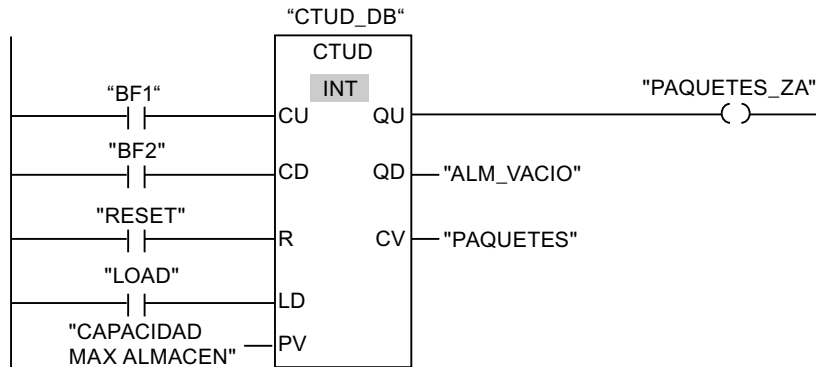 “CTUD_DB“
CTUD
INT
“BF1“
CU
QU
"PAQUETES_ZA"
"BF2"
CD
QD
"ALM_VACIO"
"RESET"
R
CV
"PAQUETES"
"LOAD"
LD
"CAPACIDAD
MAX ALMACEN"
PV